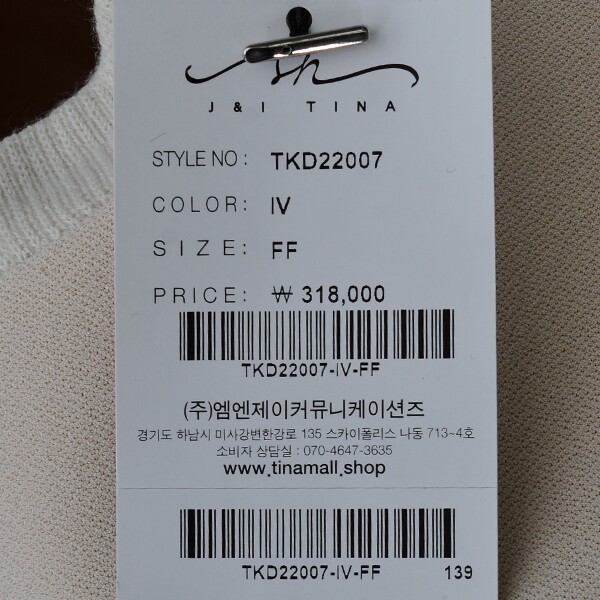 J & I TINA
STYLE NO : TKD22007
COLOR : IV
SIZE : FF
PRICE : ₩ 318,000
TKD22007-IV-FF
(주)엠엔제이커뮤니케이션즈
경기도 하남시 미사강변한강로 135 스카이폴리스 나동 713~4호
소비자 상담실 : 070-4647-3635
www.tinamall.shop
TKD22007-IV-FF 139